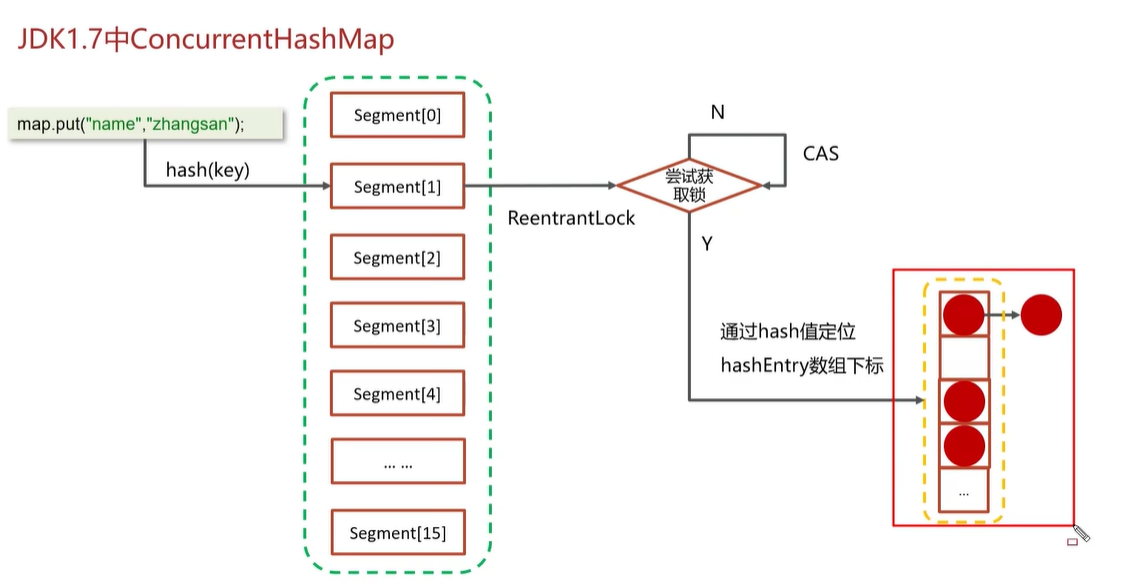 JDK1.7中ConcurrentHashMap
map.put("name","zhangsan");
hash(key)
Segment[0]
Segment[1]
Segment[2]
Segment[3]
Segment[4]
... ...
Segment[15]
ReentrantLock
N
CAS
尝试获
取锁
Y
通过hash值定位
hashEntry数组下标
...